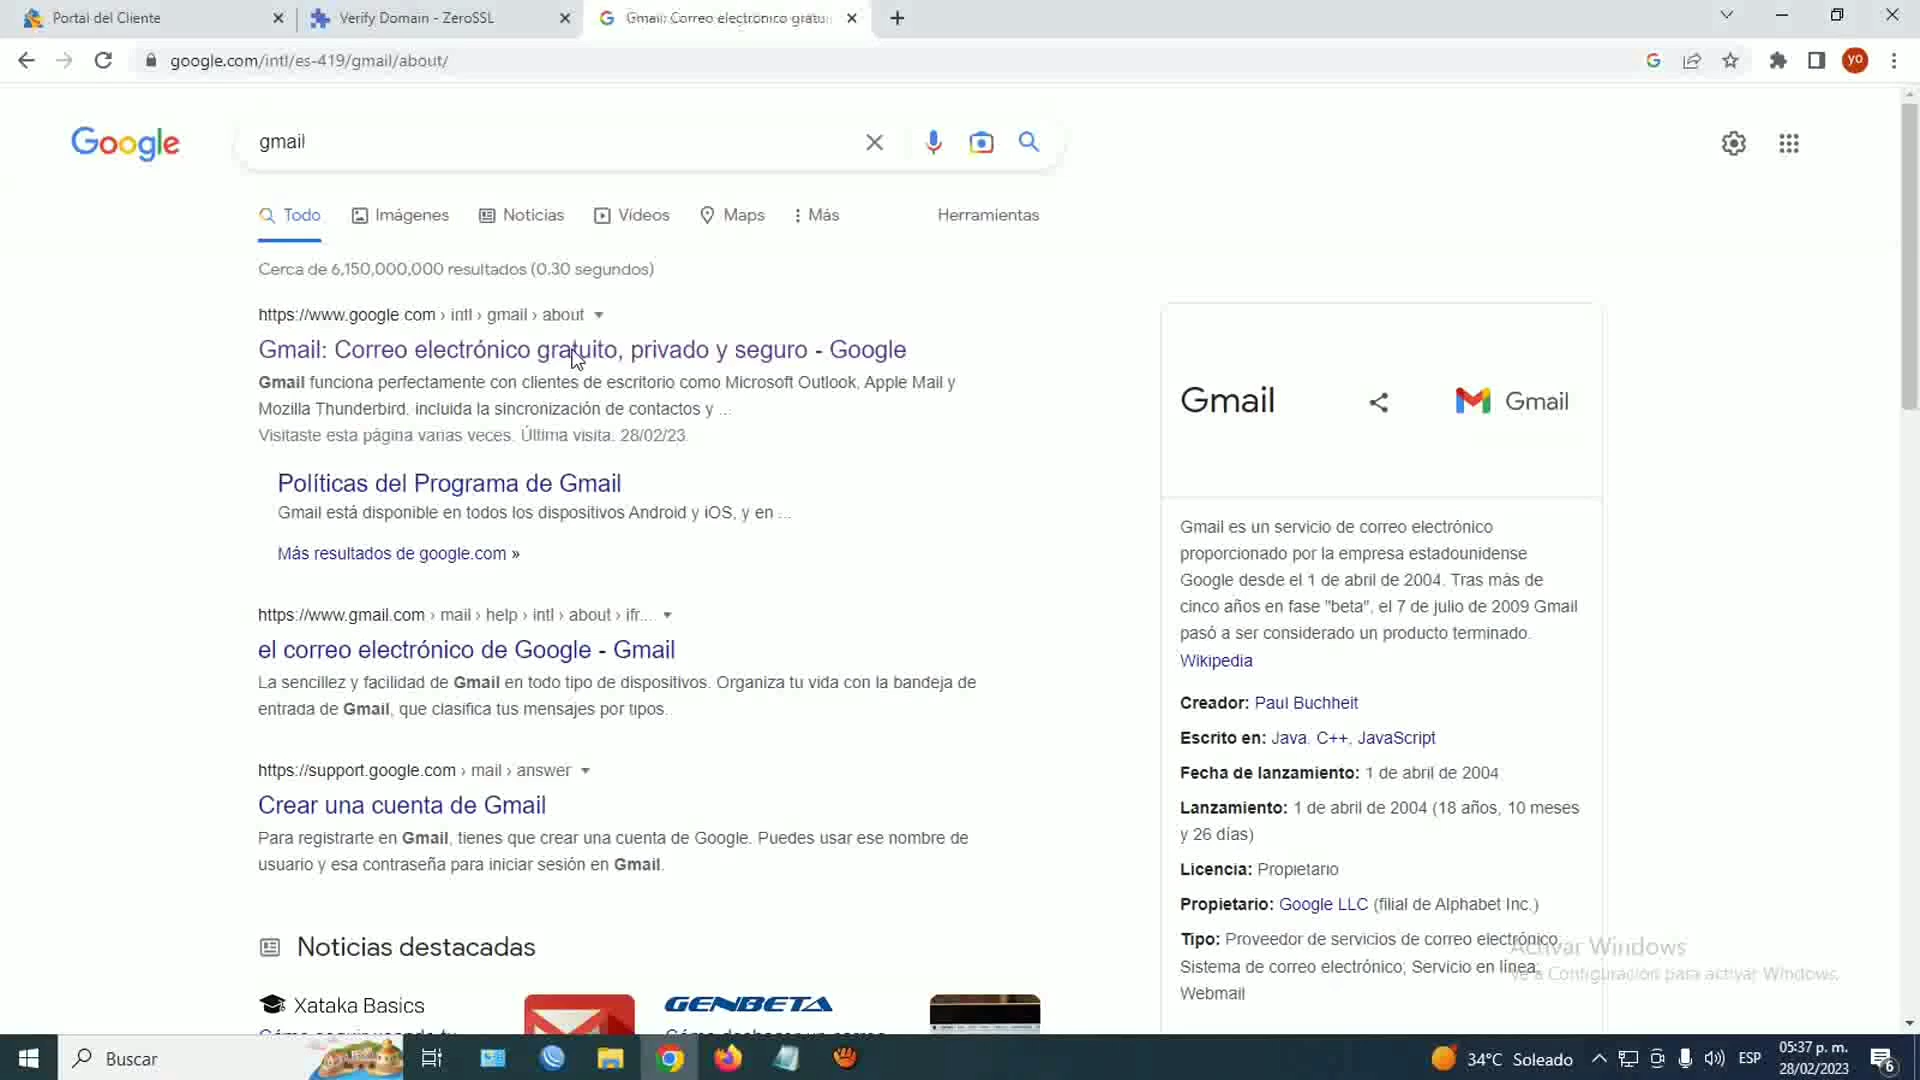 Portal del Cliente
Verify Domain - ZeroSSL
Gmail: Correo electrónico gratu
google.com/intl/es-419/gmail/about/
yo
Google
gmail
Todo
Imágenes
Noticias
Vídeos
Maps
Más
Herramientas
Cerca de 6,150,000,000 resultados (0.30 segundos)
https://www.google.com › intl › gmail › about
Gmail: Correo electrónico gratuito, privado y seguro - Google
Gmail funciona perfectamente con clientes de escritorio como Microsoft Outlook, Apple Mail y
Mozilla Thunderbird, incluida la sincronización de contactos y ...
Visitaste esta página varias veces. Última visita: 28/02/23.
Políticas del Programa de Gmail
Gmail está disponible en todos los dispositivos Android y iOS, y en ...
Más resultados de google.com »
https://www.gmail.com › mail › help › intl › about › ifr...
el correo electrónico de Google - Gmail
La sencillez y facilidad de Gmail en todo tipo de dispositivos. Organiza tu vida con la bandeja de
entrada de Gmail, que clasifica tus mensajes por tipos.
https://support.google.com › mail › answer
Crear una cuenta de Gmail
Para registrarte en Gmail, tienes que crear una cuenta de Google. Puedes usar ese nombre de
usuario y esa contraseña para iniciar sesión en Gmail.
Noticias destacadas
Xataka Basics
GENBETA
Gmail
Gmail
Gmail es un servicio de correo electrónico
proporcionado por la empresa estadounidense
Google desde el 1 de abril de 2004. Tras más de
cinco años en fase "beta", el 7 de julio de 2009 Gmail
pasó a ser considerado un producto terminado.
Wikipedia
Creador: Paul Buchheit
Escrito en: Java, C++, JavaScript
Fecha de lanzamiento: 1 de abril de 2004
Lanzamiento: 1 de abril de 2004 (18 años, 10 meses
y 26 días)
Licencia: Propietario
Propietario: Google LLC (filial de Alphabet Inc.)
Tipo: Proveedor de servicios de correo electrónico
Sistema de correo electrónico; Servicio en línea;
Webmail
Activar Windows
Ve a Configuración para activar Windows.
Buscar
34°C Soleado
ESP
05:37 p. m.
28/02/2023
6